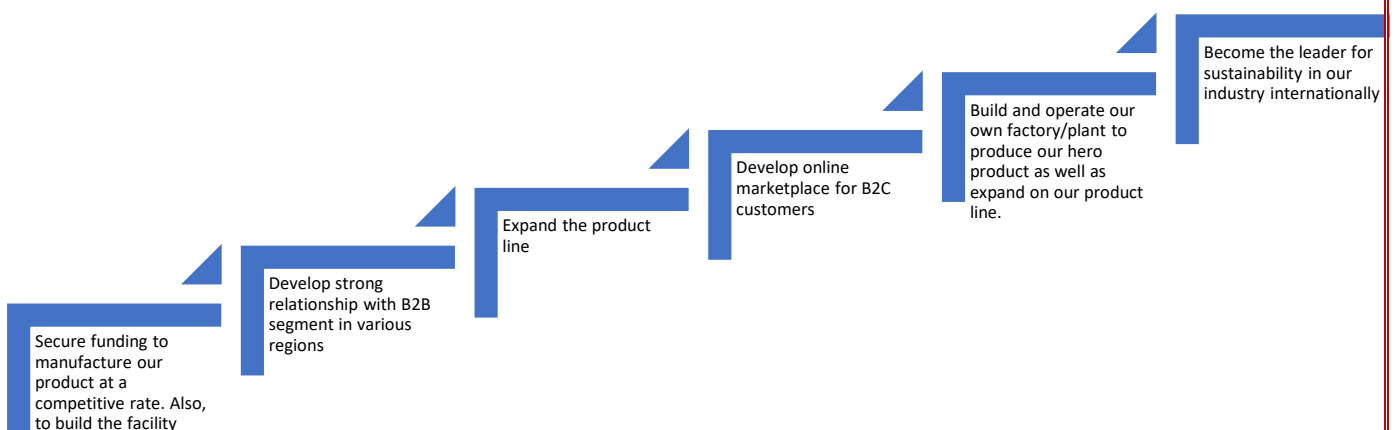 Secure funding to
manufacture our
product at a
competitive rate. Also,
to build the facility
Develop strong
relationship with B2B
segment in various
regions
Expand the product
line
Develop online
marketplace for B2C
customers
Build and operate our
own factory/plant to
produce our hero
product as well as
expand on our product
line.
Become the leader for
sustainability in our
industry internationally